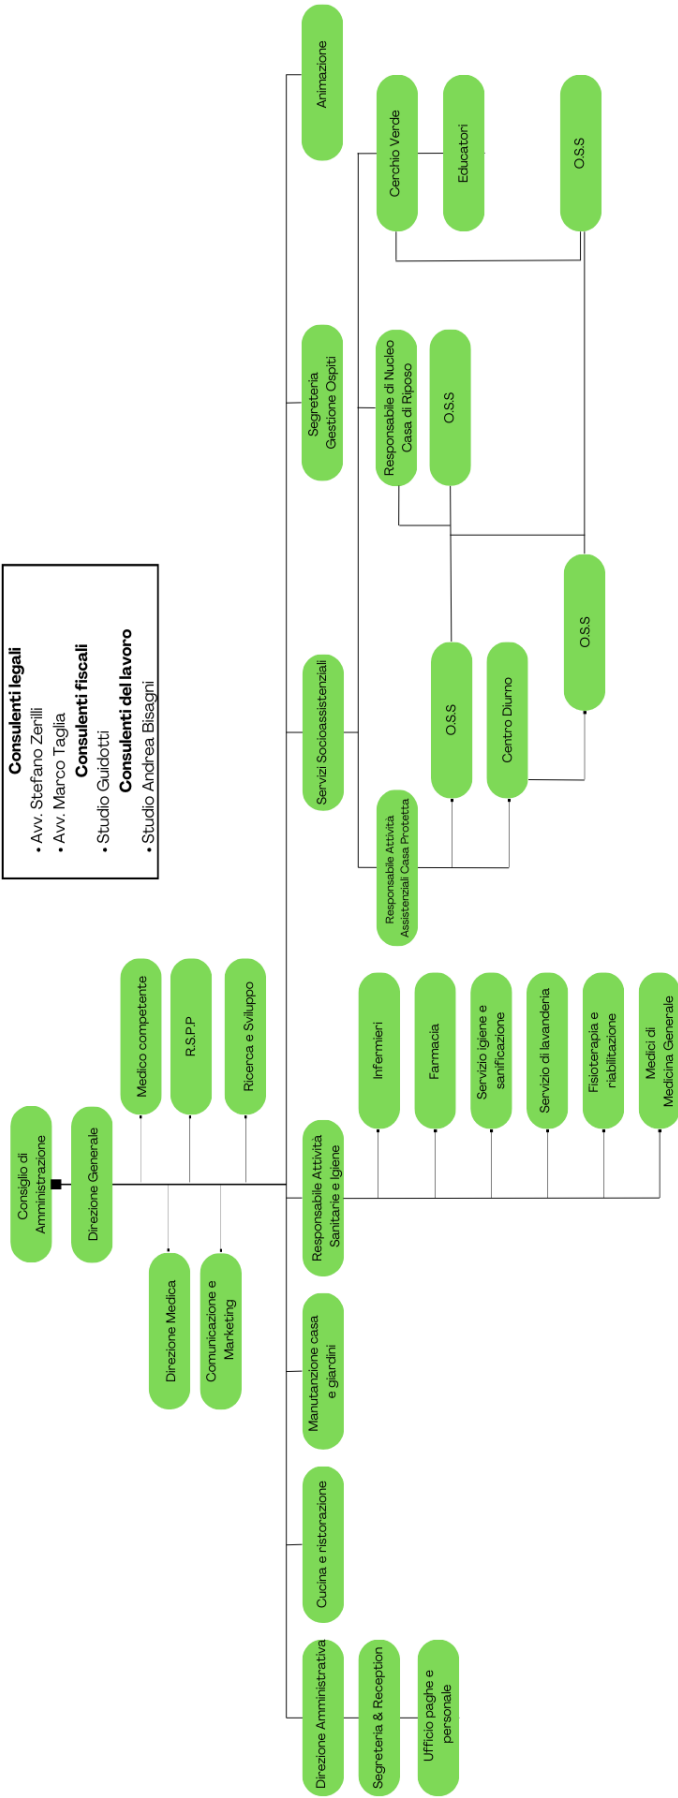 Consulenti legali
• Avv. Stefano Zerilli
• Avv. Marco Taglia
Consulenti fiscali
• Studio Guidotti
Consulenti del lavoro
• Studio Andrea Bisagni
Consiglio di
Amministrazione
Direzione Generale
Medico competente
Direzione Medica
R.S.P.P
Comunicazione e
Marketing
Ricerca e Sviluppo
Direzione Amministrativa
Cucina e ristorazione
Manutanzione casa
e giardini
Responsabile Attività
Sanitarie e Igiene
Servizi Socioassistenziali
Segreteria
Gestione Ospiti
Animazione
Segreteria & Reception
Ufficio paghe e
personale
Infermieri
Farmacia
Servizio igiene e
sanificazione
Servizio di lavanderia
Fisioterapia e
riabilitazione
Medici di
Medicina Generale
Responsabile Attività
Assistenziali Casa Protetta
Responsabile di Nucleo
Casa di Riposo
Cerchio Verde
O.S.S
O.S.S
Educatori
Centro Diurno
O.S.S
O.S.S